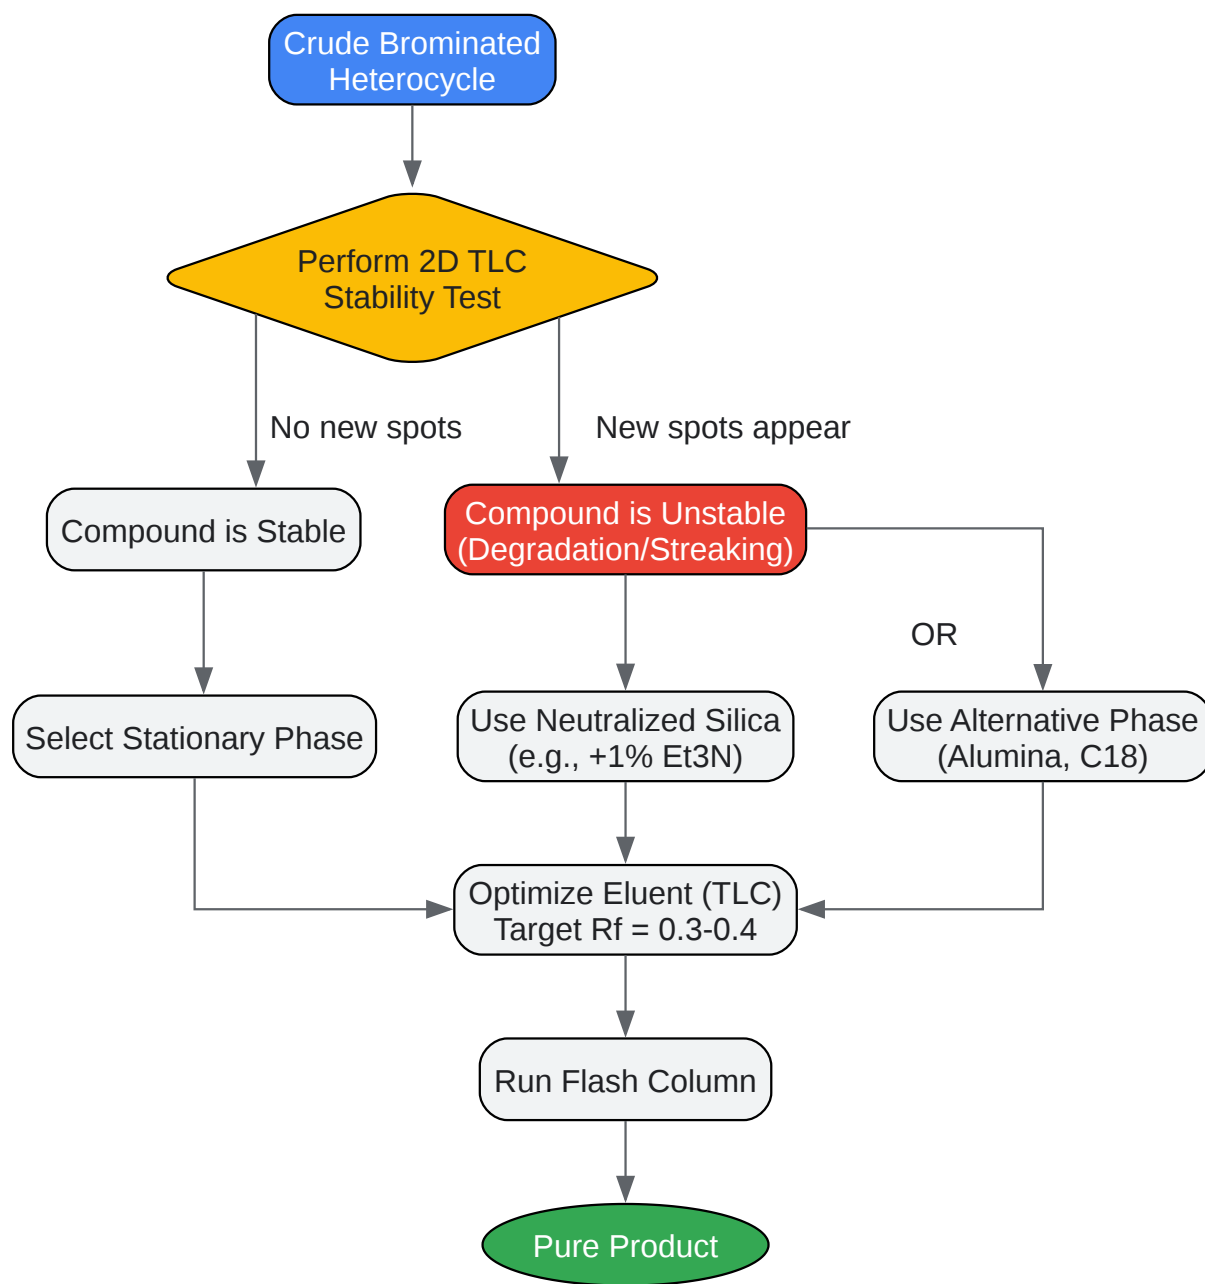 Crude Brominated
Heterocycle
Perform 2D TLC
Stability Test
No new spots
New spots appear
Compound is Stable
Compound is Unstable
(Degradation/Streaking)
OR
Select Stationary Phase
Use Neutralized Silica
(e.g., +1% Et3N)
Use Alternative Phase
(Alumina, C18)
Optimize Eluent (TLC)
Target Rf = 0.3-0.4
Run Flash Column
Pure Product